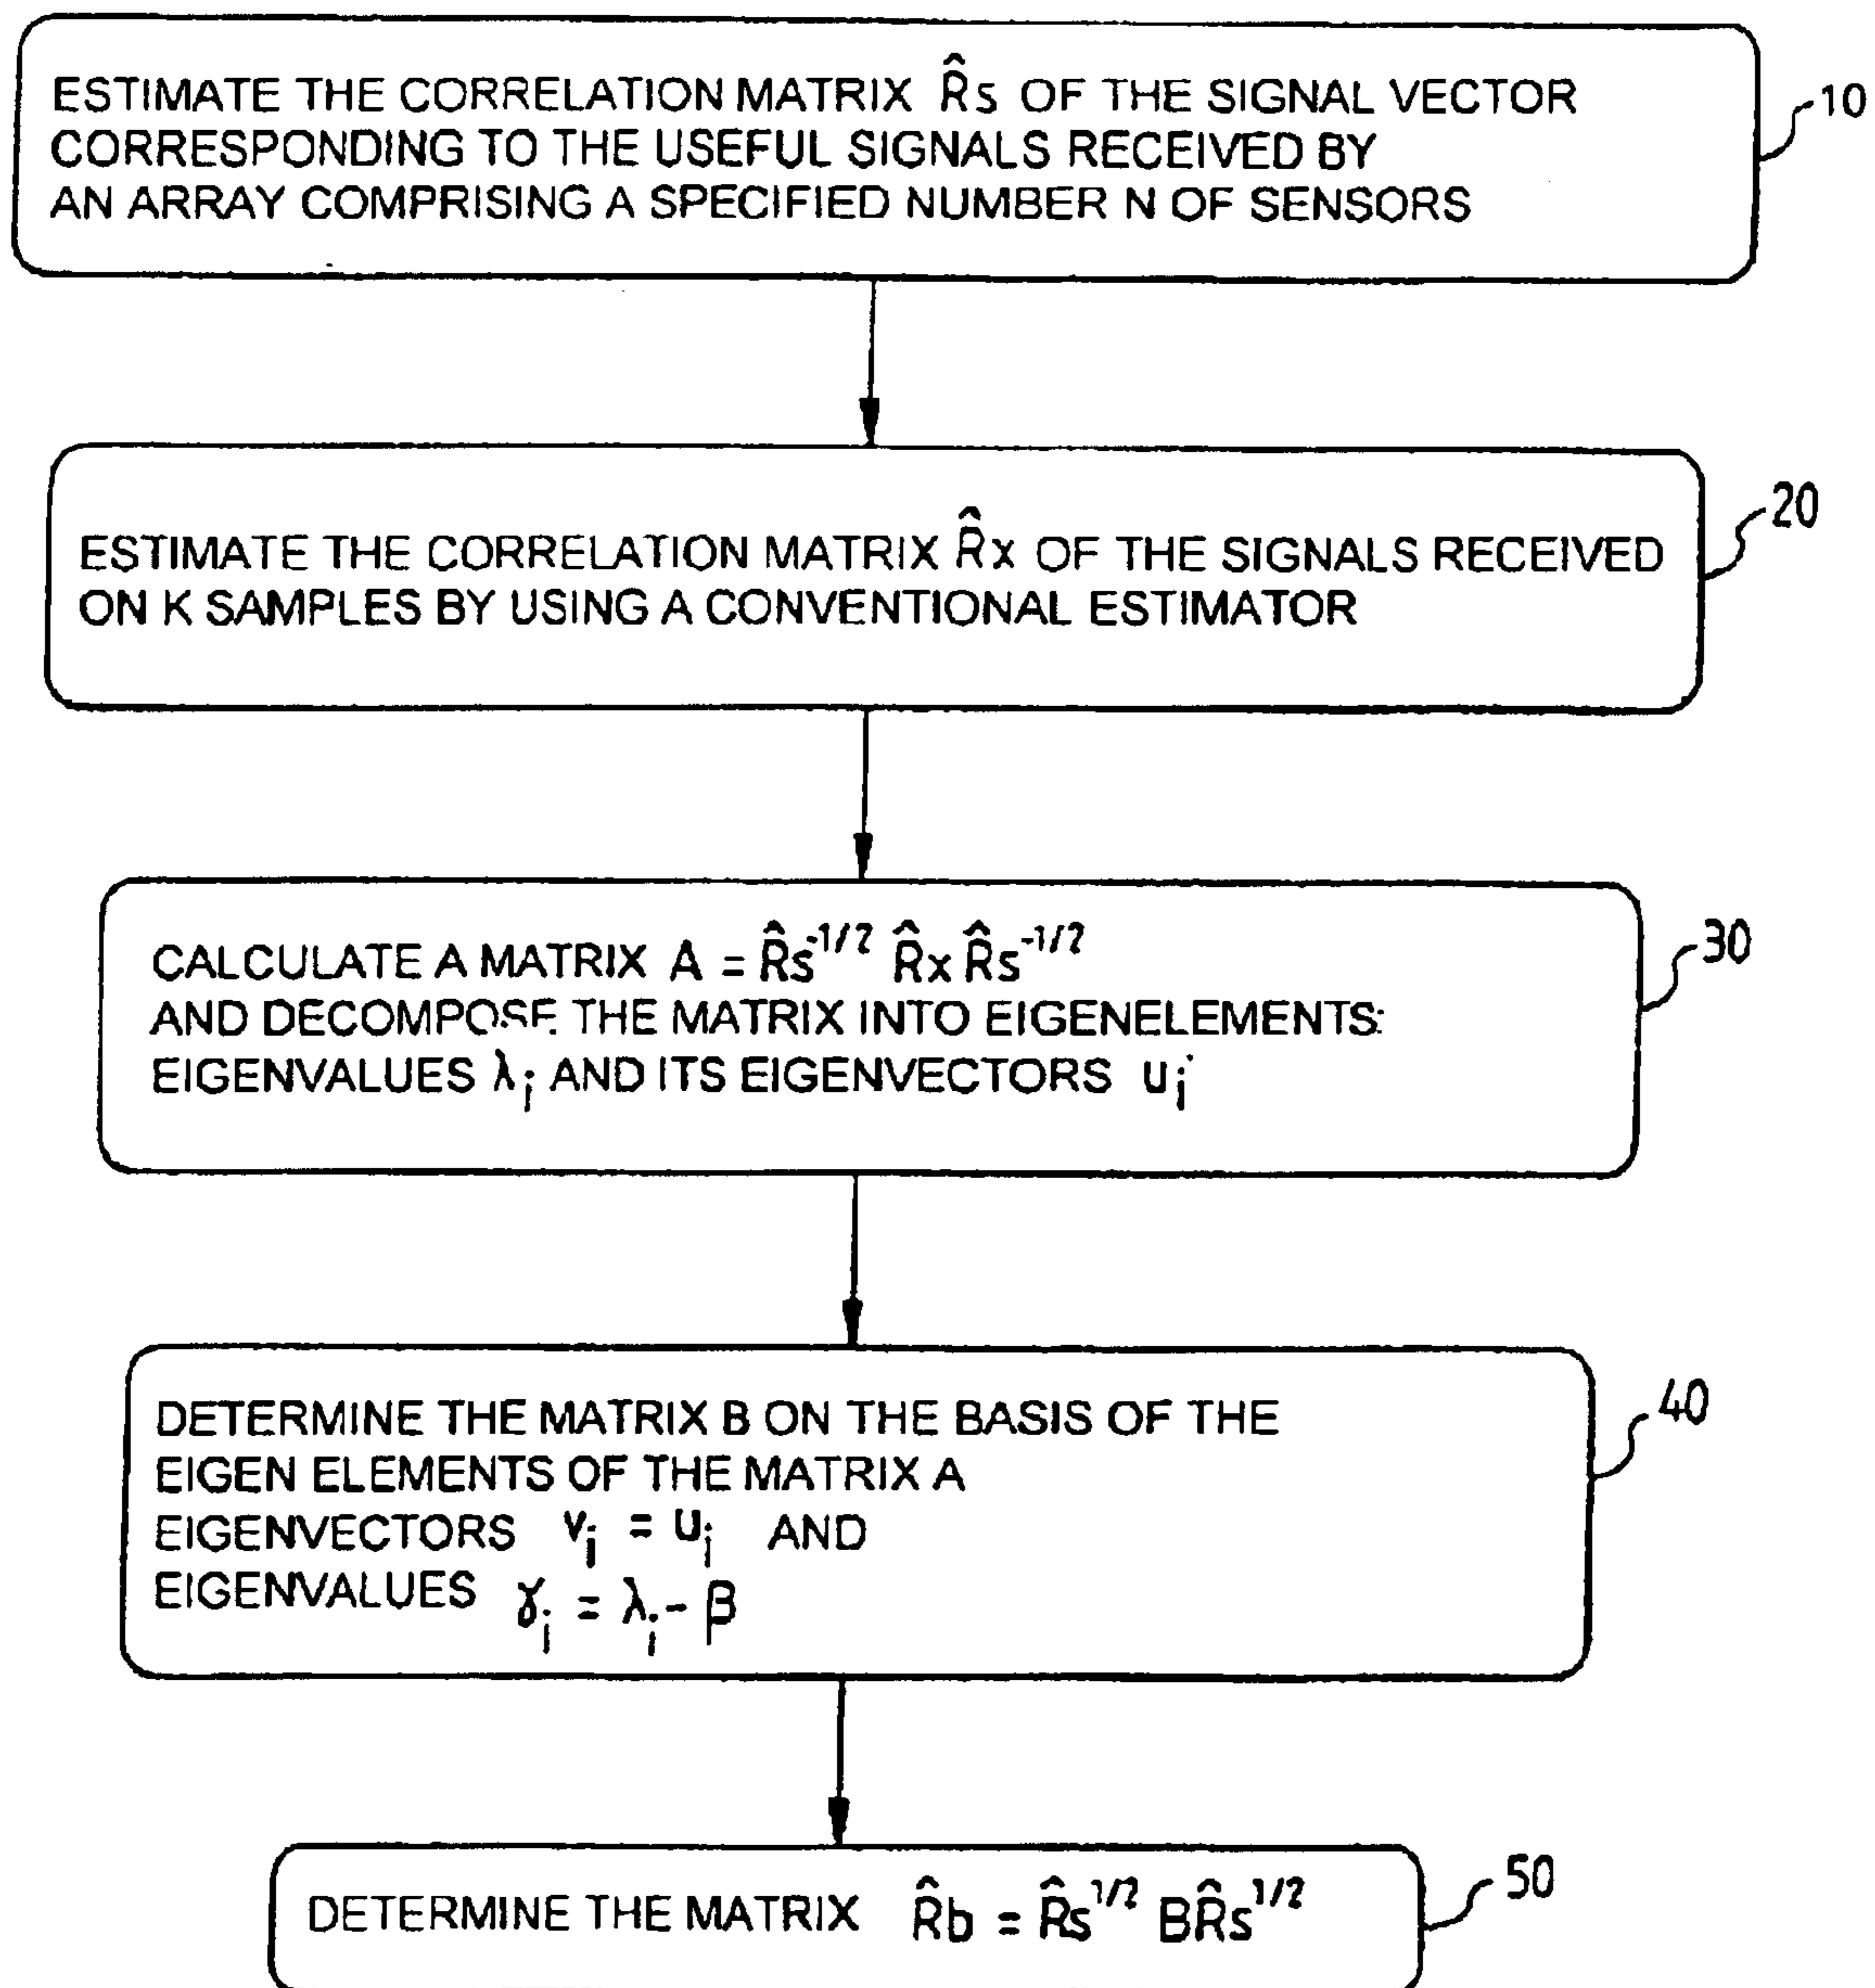 ESTIMATE THE CORRELATION MATRIX R̂s OF THE SIGNAL VECTOR
CORRESPONDING TO THE USEFUL SIGNALS RECEIVED BY
AN ARRAY COMPRISING A SPECIFIED NUMBER N OF SENSORS
10
ESTIMATE THE CORRELATION MATRIX R̂x OF THE SIGNALS RECEIVED
ON K SAMPLES BY USING A CONVENTIONAL ESTIMATOR
20
CALCULATE A MATRIX A = R̂s^-1/2 R̂x R̂s^-1/2
AND DECOMPOSE THE MATRIX INTO EIGENELEMENTS:
EIGENVALUES λi AND ITS EIGENVECTORS ui
30
DETERMINE THE MATRIX B ON THE BASIS OF THE
EIGEN ELEMENTS OF THE MATRIX A
EIGENVECTORS vi = ui AND
EIGENVALUES γi = λi - β
40
DETERMINE THE MATRIX R̂b = R̂s^1/2 BR̂s^1/2
50